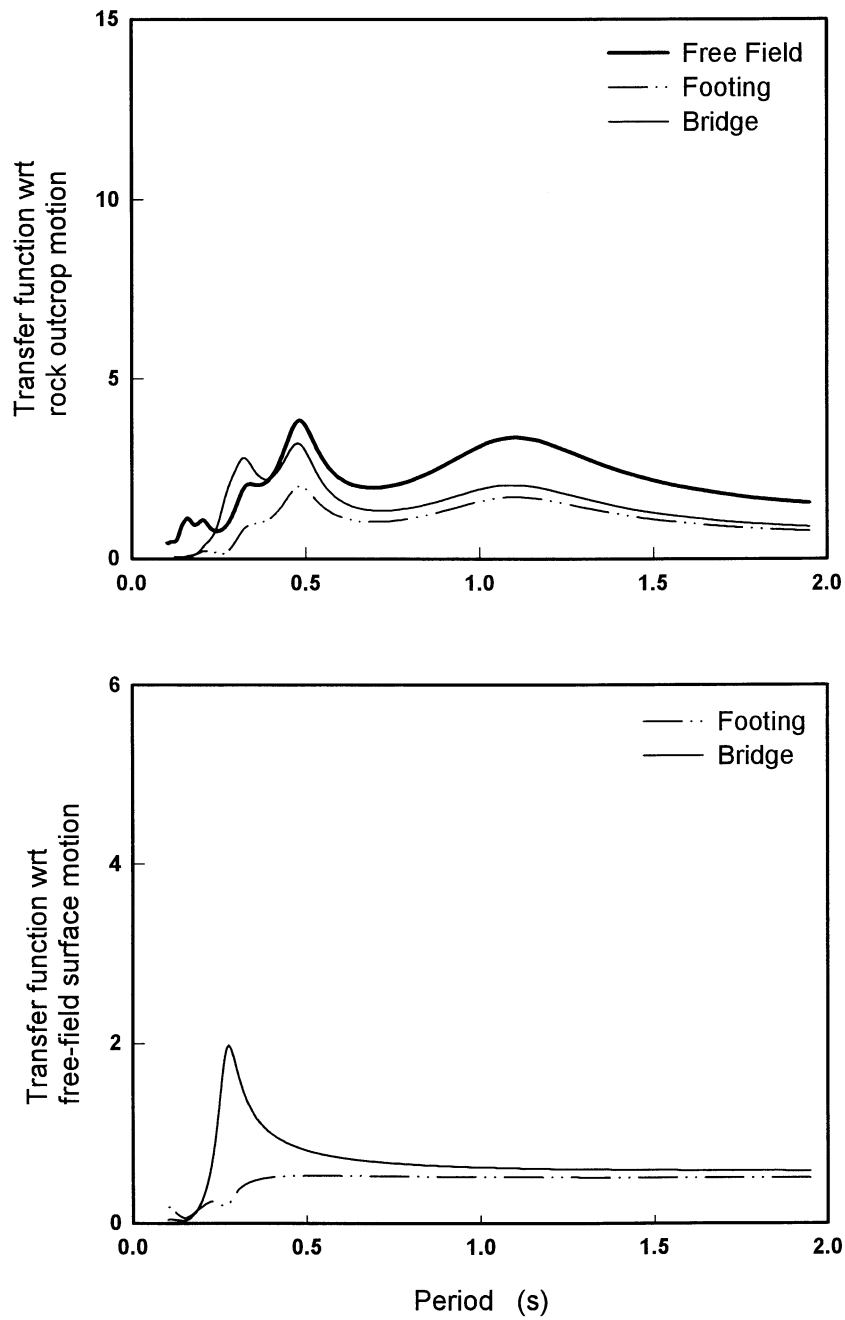 15
10
5
0
Transfer function wrt
rock outcrop motion
Free Field
Footing
Bridge
0.0 0.5 1.0 1.5 2.0
6
4
2
0
Transfer function wrt
free-field surface motion
Footing
Bridge
0.0 0.5 1.0 1.5 2.0
Period (s)